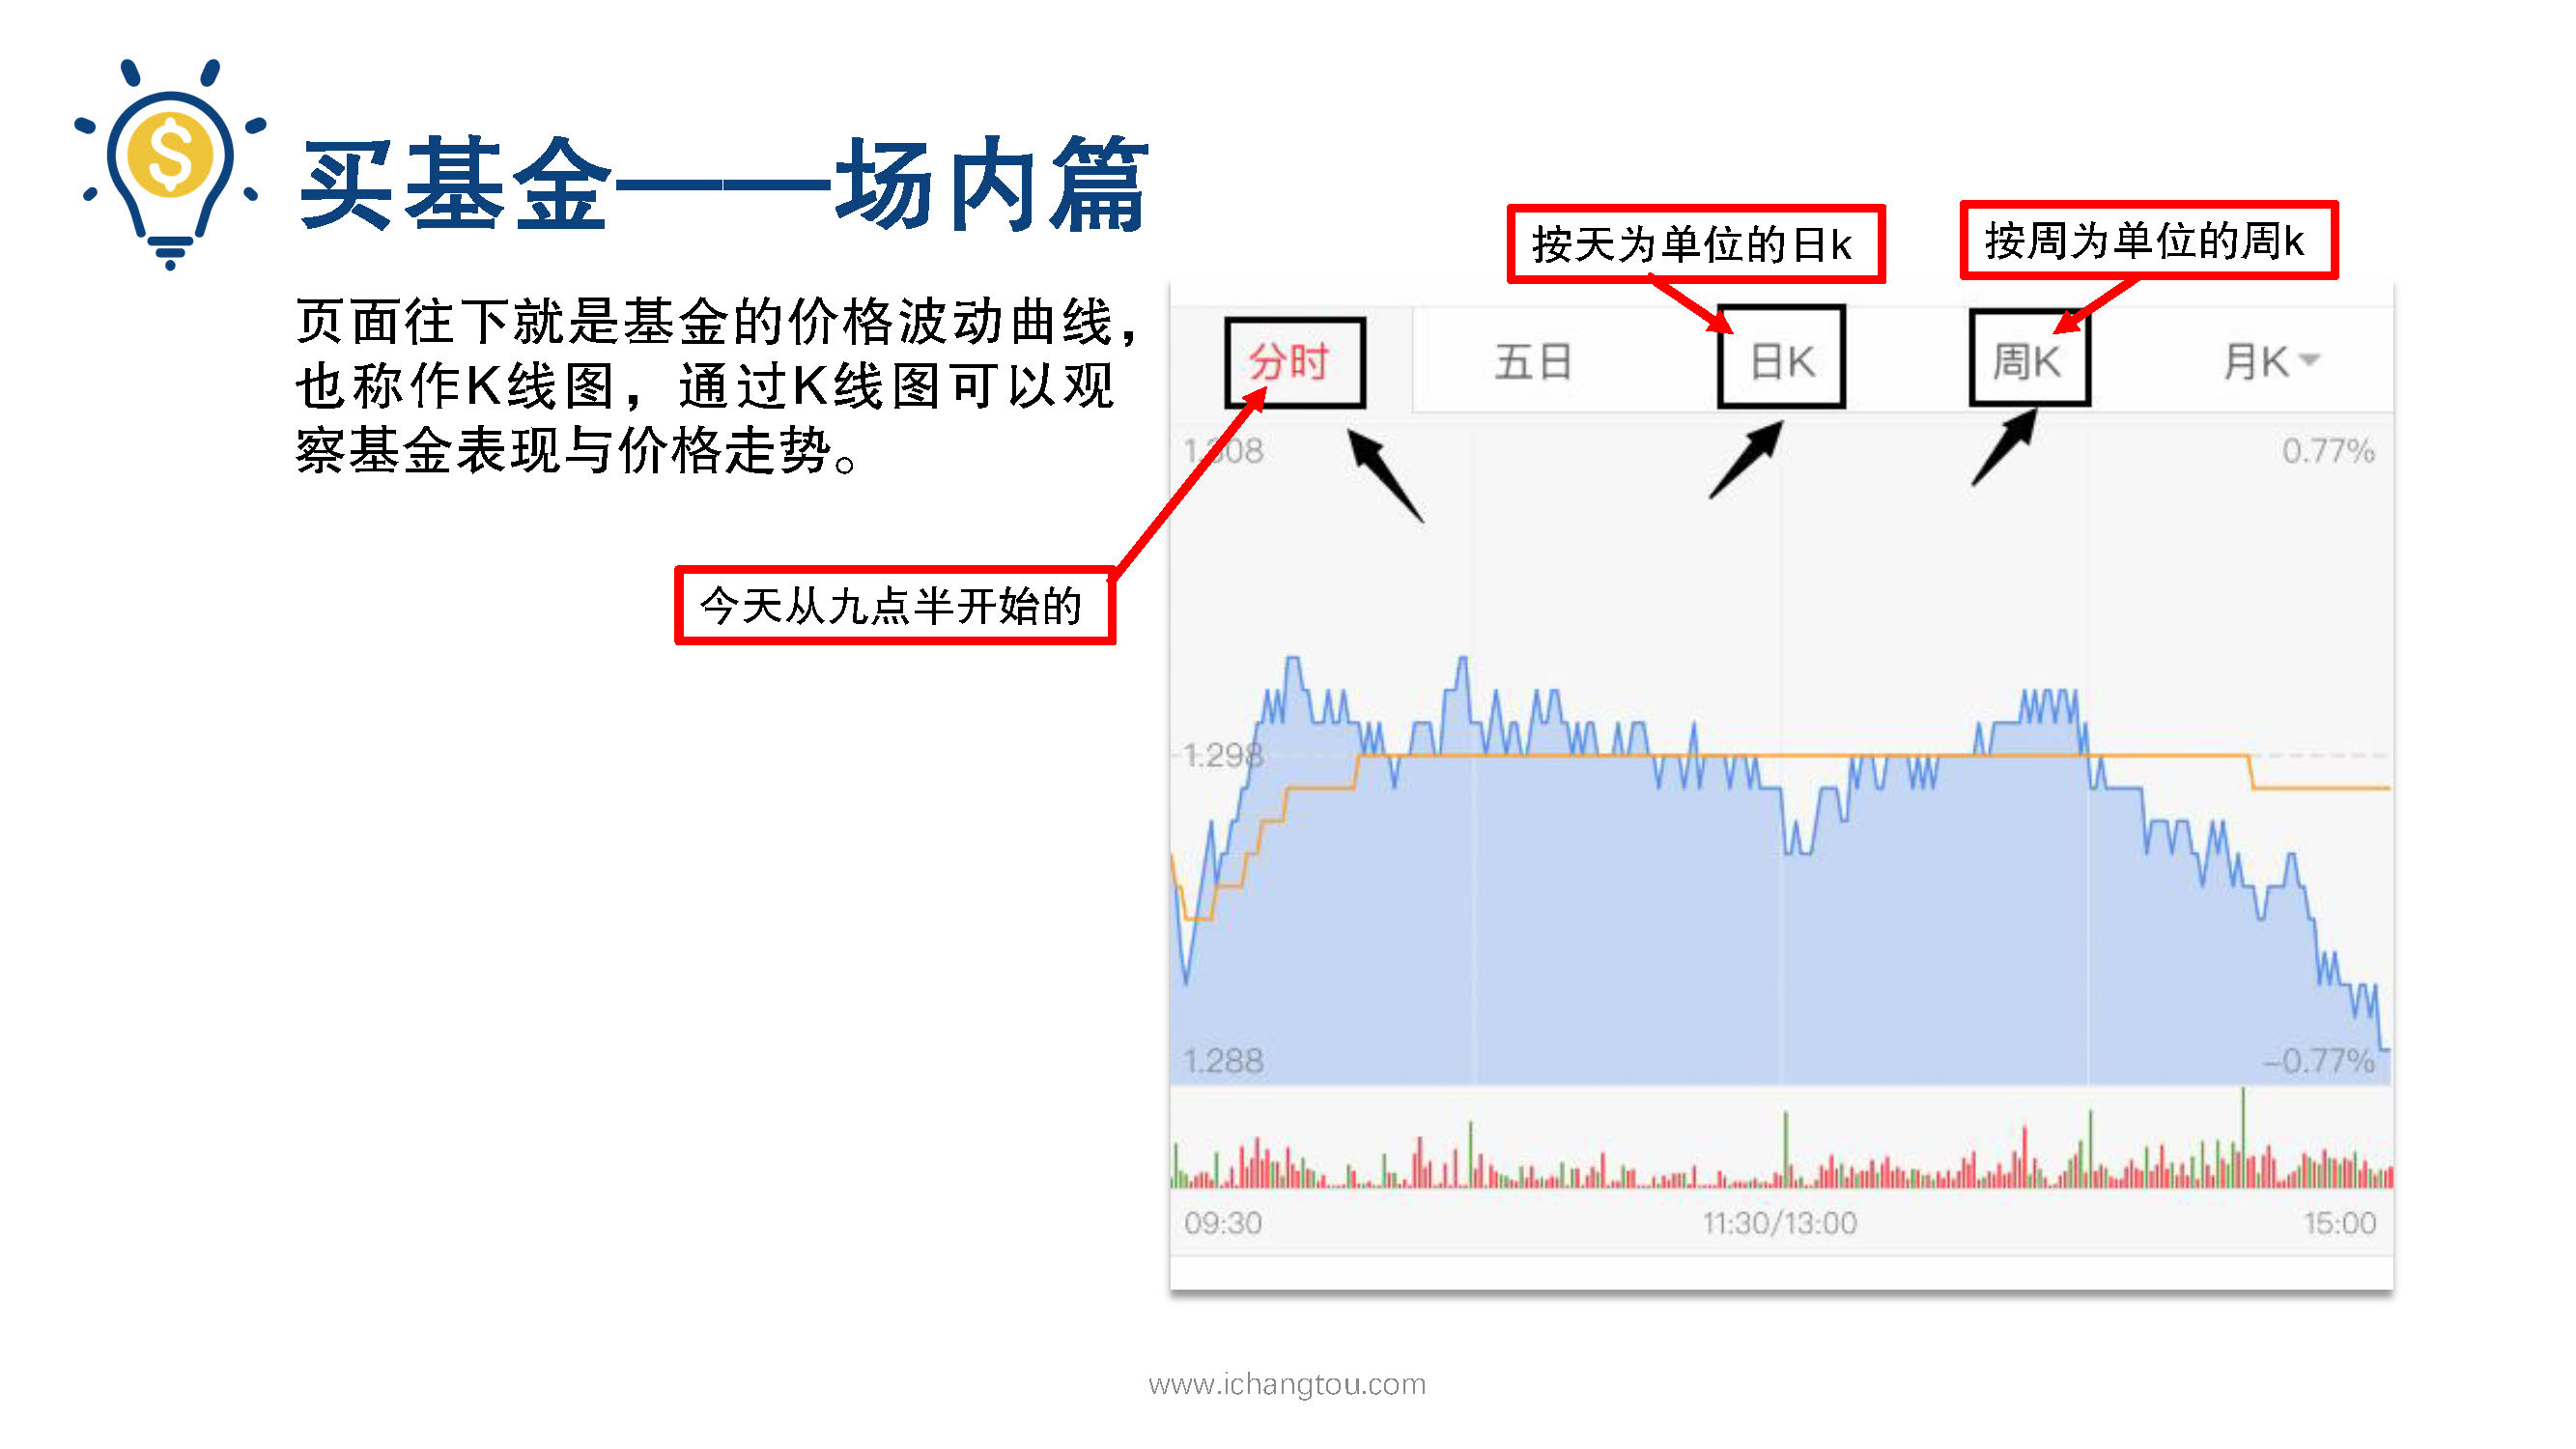 买基金——场内篇
页面往下就是基金的价格波动曲线，
也称作K线图，通过K线图可以观
察基金表现与价格走势。
今天从九点半开始的
按天为单位的日k
按周为单位的周k
分时 五日 日K 周K 月K
1.308 0.77%
1.298
1.288 -0.77%
09:30 11:30/13:00 15:00
www.ichangtou.com